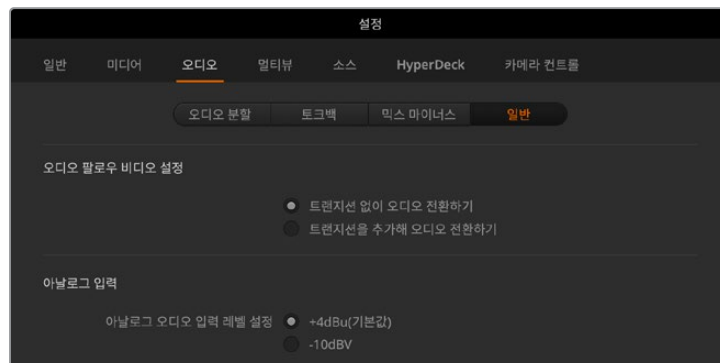 설정
일반 미디어 오디오 멀티뷰 소스 HyperDeck 카메라 컨트롤
오디오 분할 토크백 믹스 마이너스 일반
오디오 팔로우 비디오 설정
트랜지션 없이 오디오 전환하기
트랜지션을 추가해 오디오 전환하기
아날로그 입력
아날로그 오디오 입력 레벨 설정 +4dBu(기본값)
-10dBV